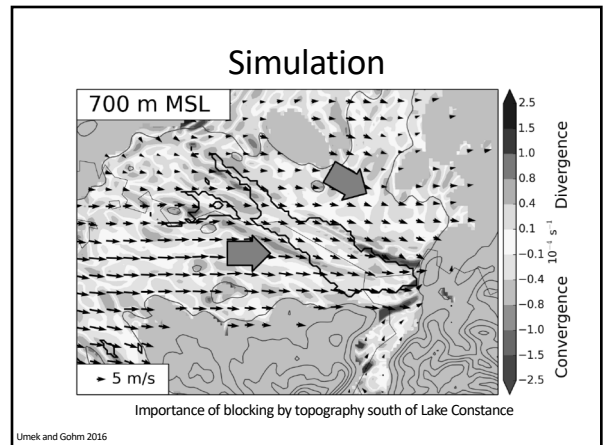 Simulation
700 m MSL
2.5
1.5
1.0
0.8
0.4
0.1
−0.1
−0.4
−0.8
−1.0
−1.5
−2.5
Divergence
10⁻⁴ s⁻¹
Convergence
5 m/s
Importance of blocking by topography south of Lake Constance
Umek and Gohm 2016